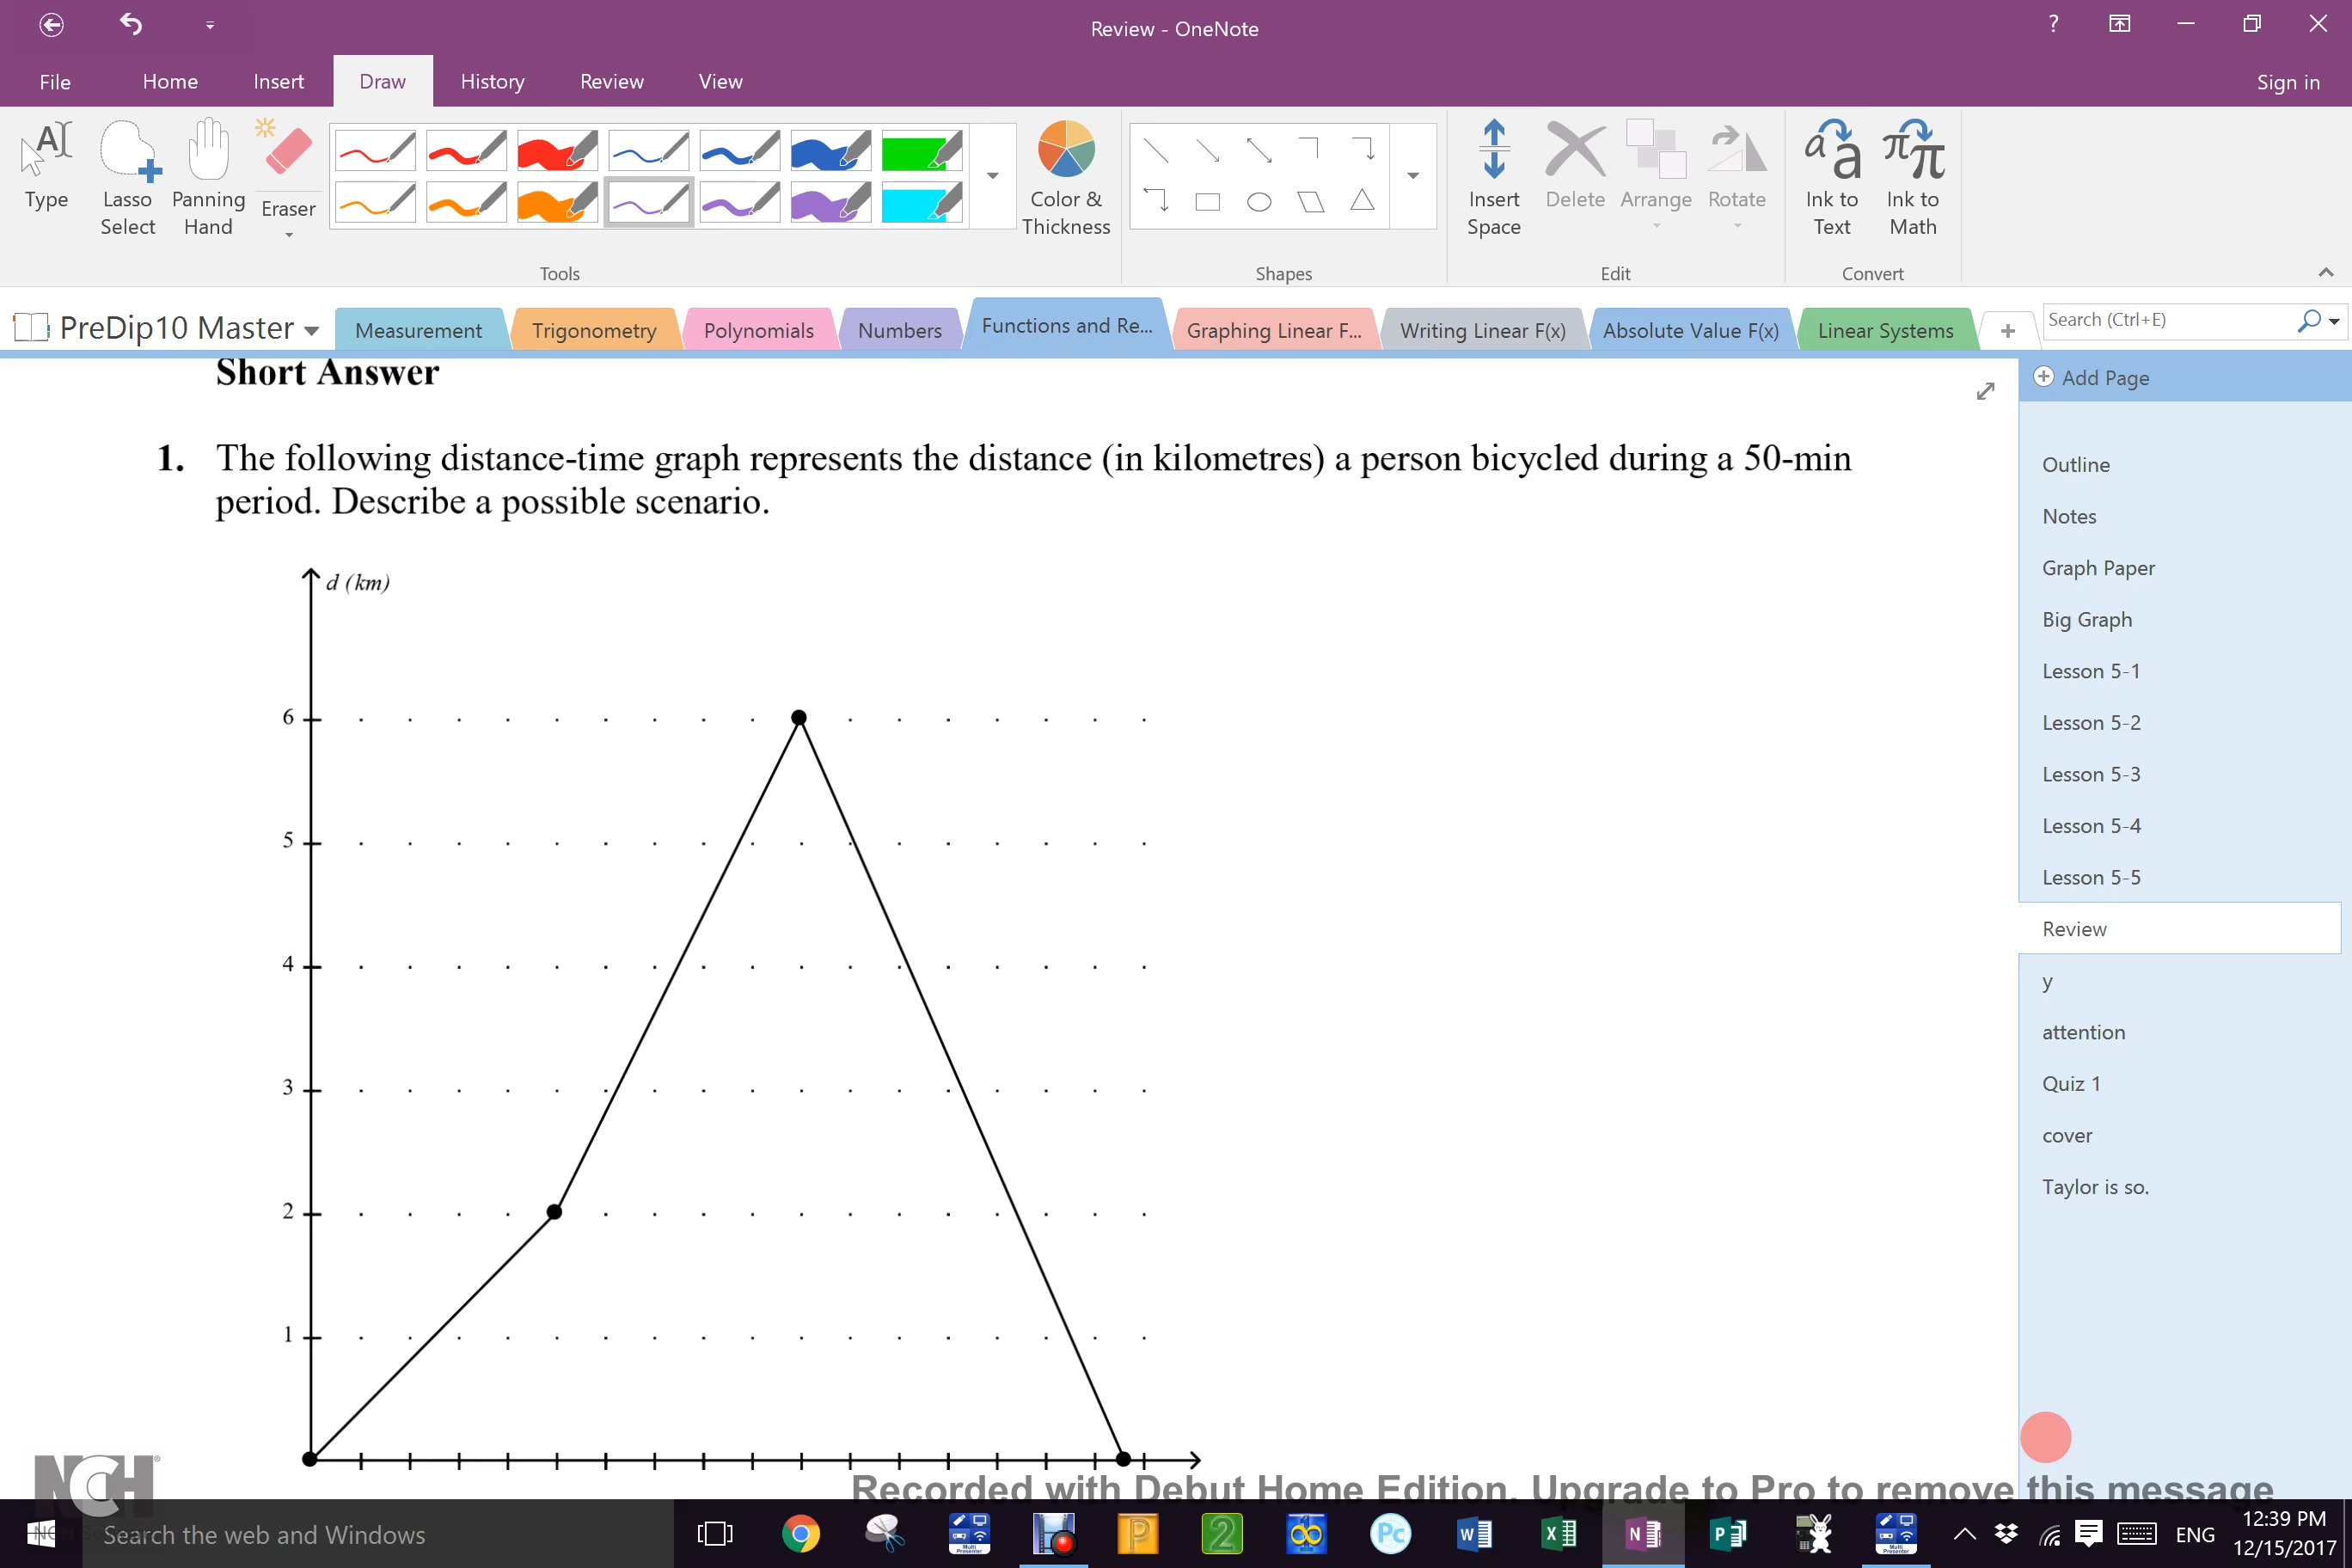 Review - OneNote
?
File Home Insert Draw History Review View
Sign in
Type
Lasso Select
Panning Hand
Eraser
Color & Thickness
Insert Space
Delete
Arrange
Rotate
Ink to Text
Ink to Math
Tools
Shapes
Edit
Convert
PreDip10 Master
Measurement
Trigonometry
Polynomials
Numbers
Functions and Re...
Graphing Linear F...
Writing Linear F(x)
Absolute Value F(x)
Linear Systems
+
Search (Ctrl+E)
Short Answer
1. The following distance-time graph represents the distance (in kilometres) a person bicycled during a 50-min
period. Describe a possible scenario.
d (km)
6
5
4
3
2
1
Add Page
Outline
Notes
Graph Paper
Big Graph
Lesson 5-1
Lesson 5-2
Lesson 5-3
Lesson 5-4
Lesson 5-5
Review
y
attention
Quiz 1
cover
Taylor is so.
NCH
Recorded with Debut Home Edition. Upgrade to Pro to remove this message
Search the web and Windows
ENG
12:39 PM
12/15/2017